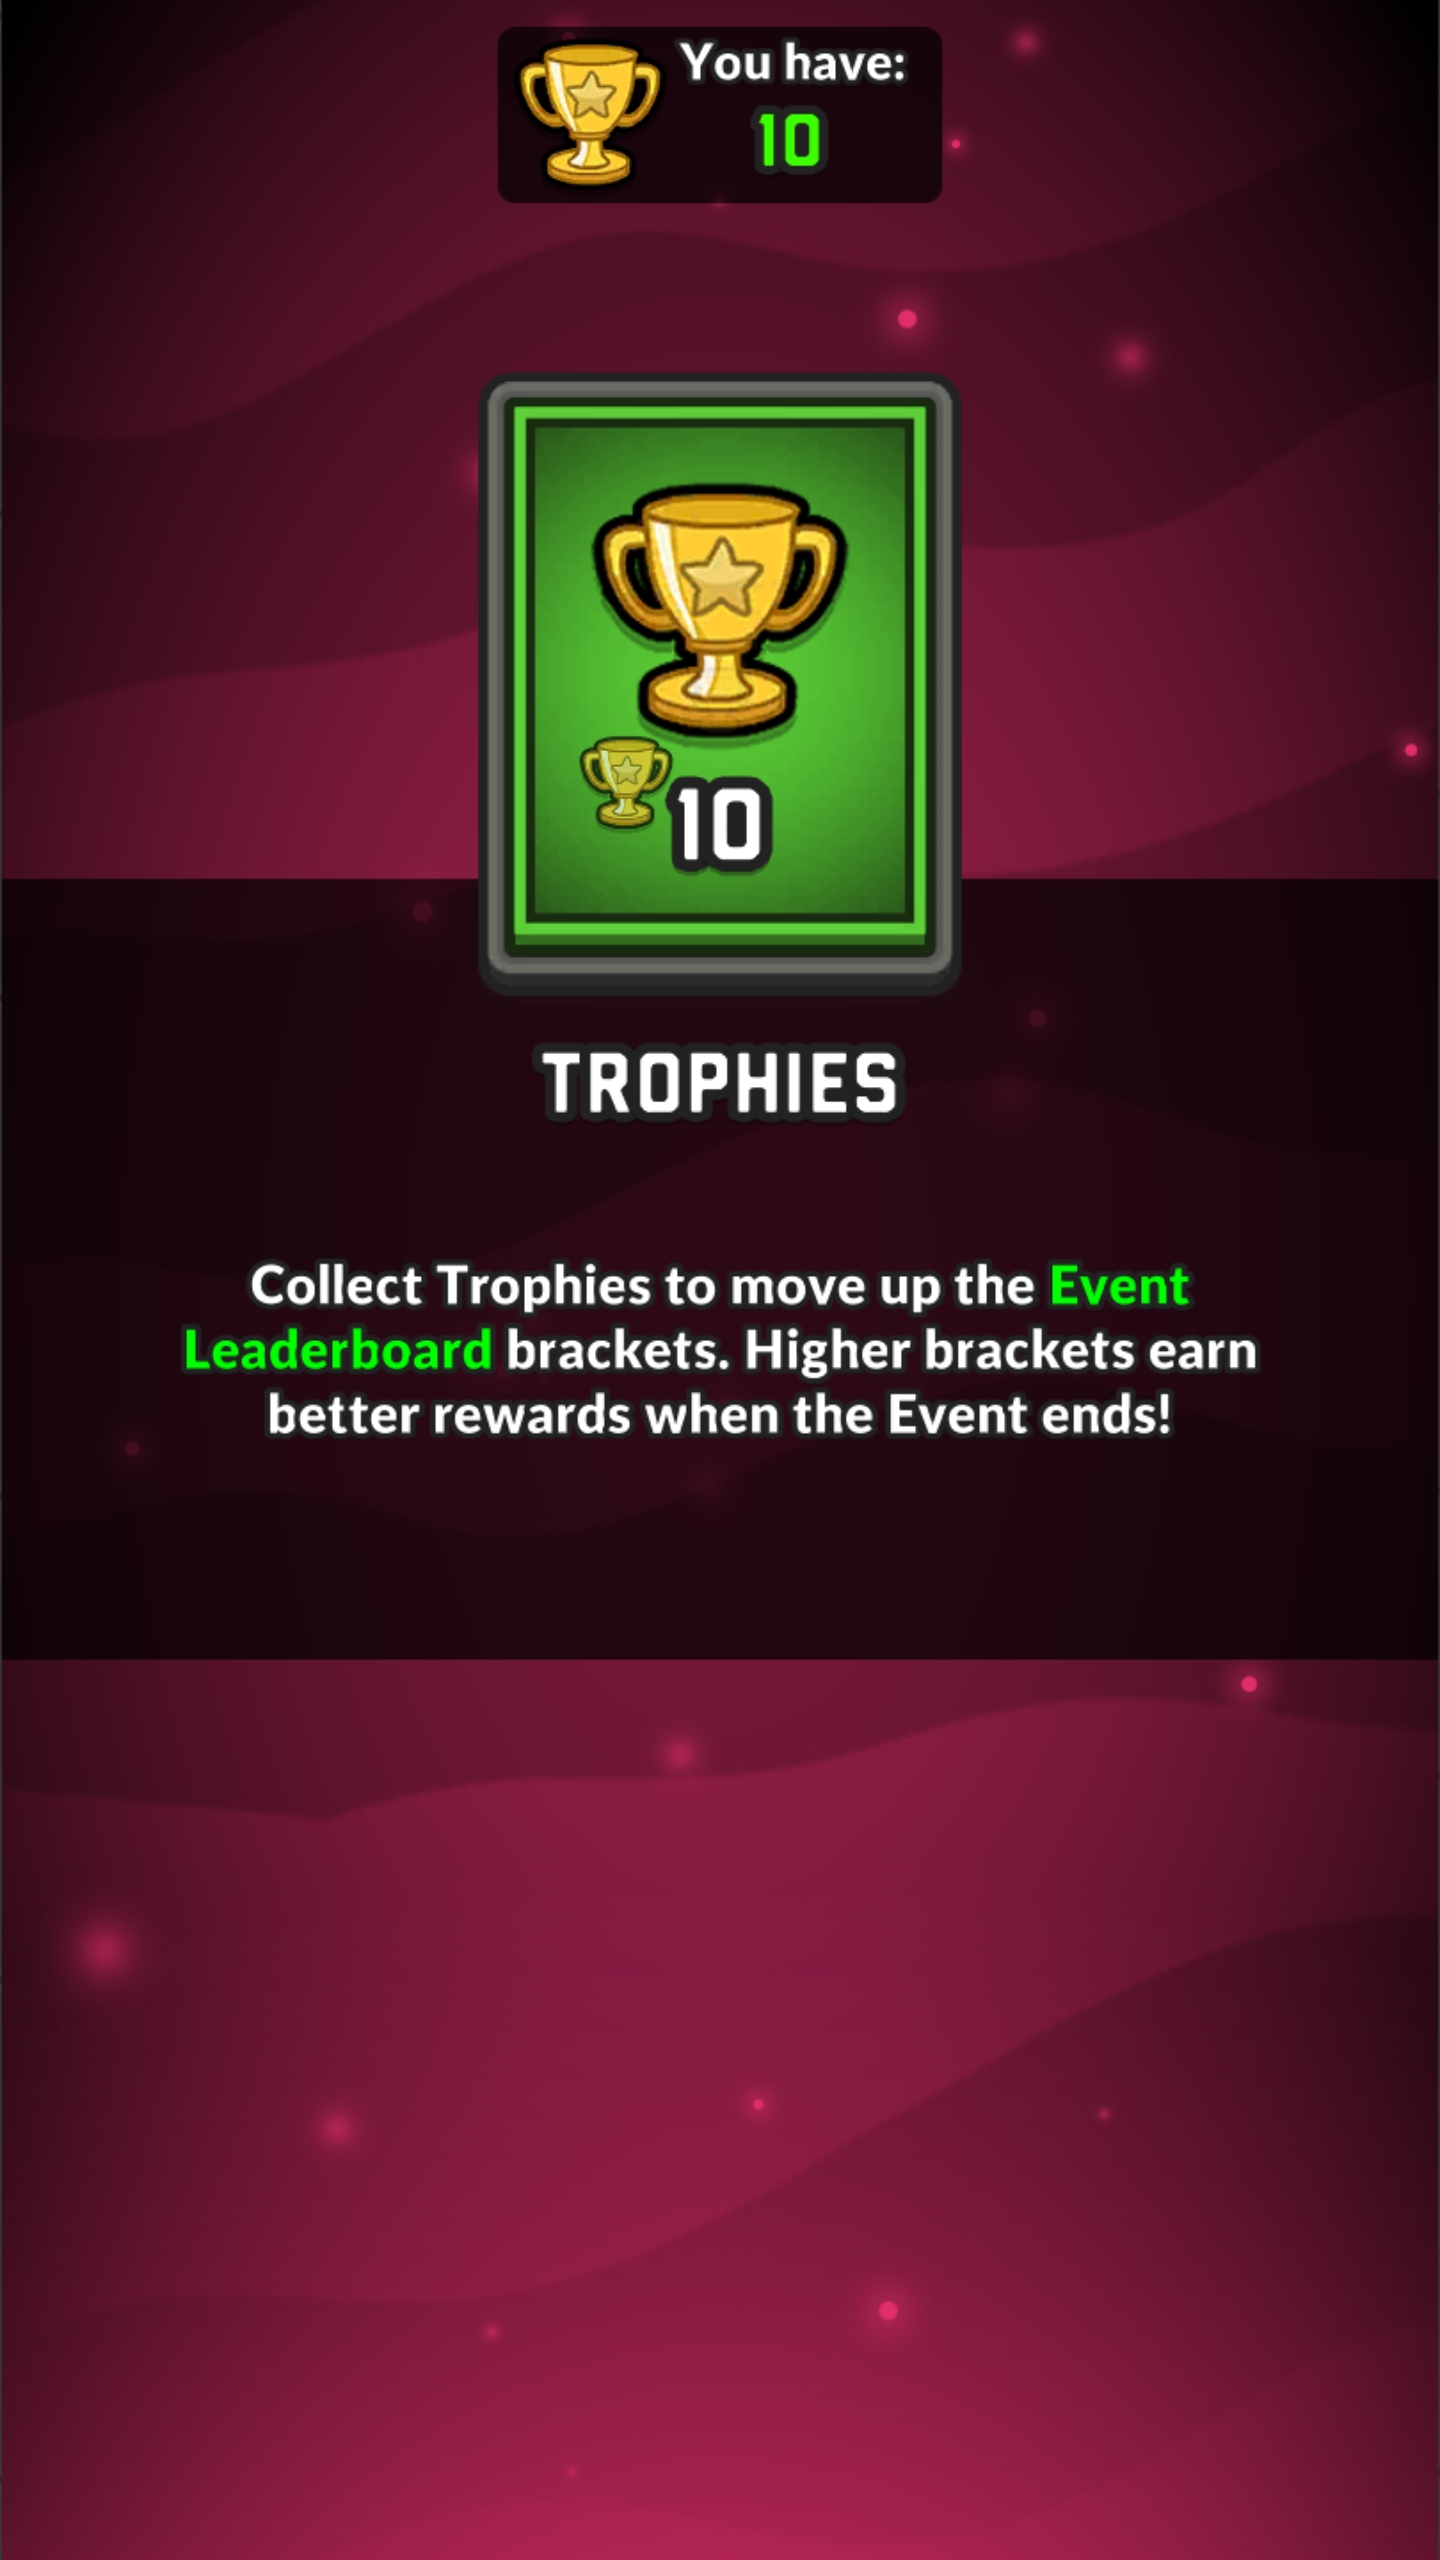 You have:
10
10
TROPHIES
Collect Trophies to move up the Event
Leaderboard brackets. Higher brackets earn
better rewards when the Event ends!